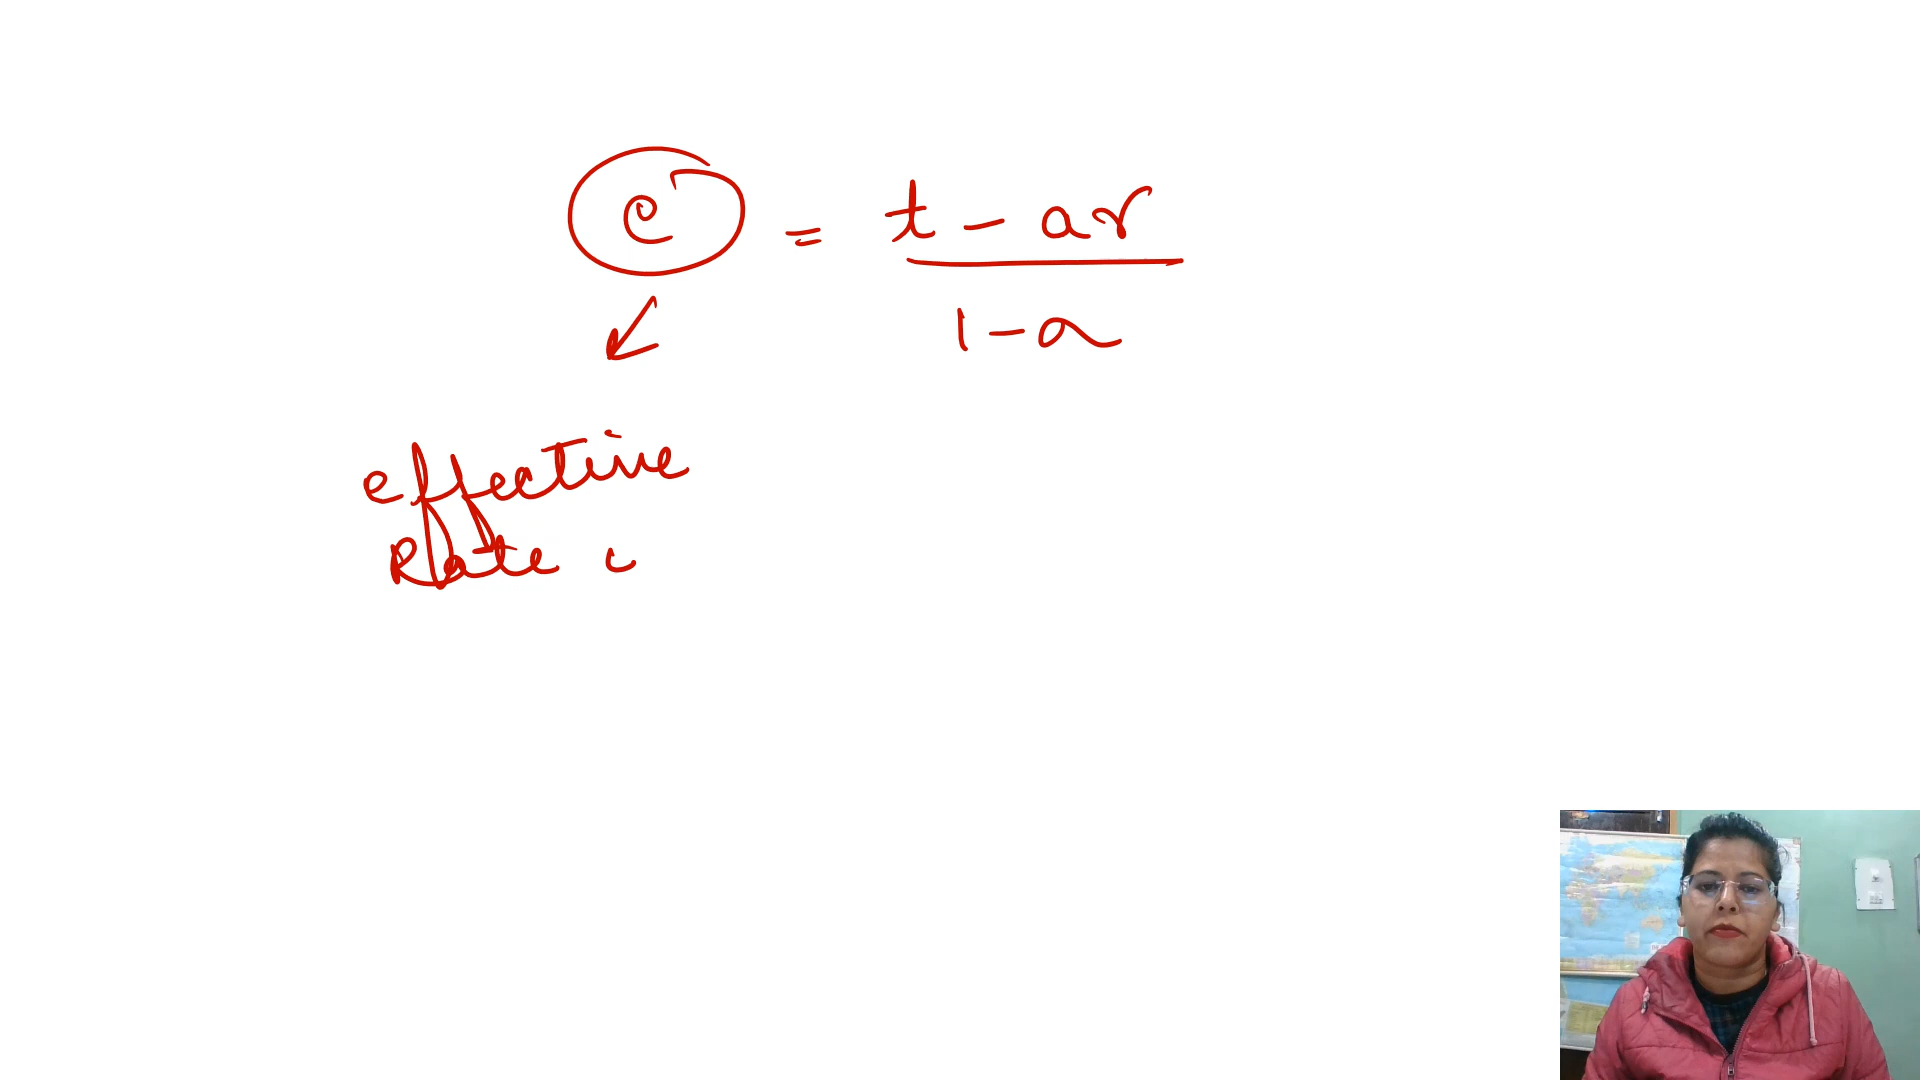 e = t - ar
1 - a
effective
Rate o